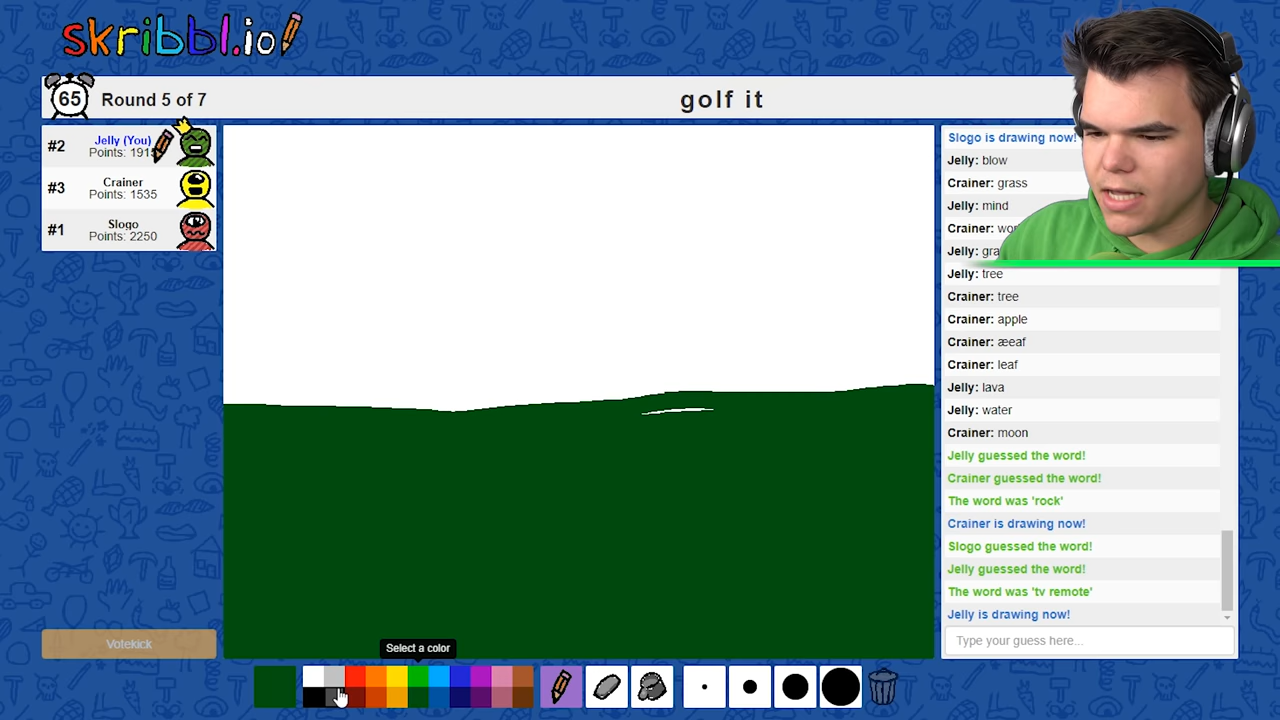 skribbl.io
65
Round 5 of 7
golf it
#2
Jelly (You)
Points: 1915
#3
Crainer
Points: 1535
#1
Slogo
Points: 2250
Slogo is drawing now!
Jelly: blow
Crainer: grass
Jelly: mind
Crainer:
Jelly:
Jelly: tree
Crainer: tree
Crainer: apple
Crainer: æeaf
Crainer: leaf
Jelly: lava
Jelly: water
Crainer: moon
Jelly guessed the word!
Crainer guessed the word!
The word was 'rock'
Crainer is drawing now!
Slogo guessed the word!
Jelly guessed the word!
The word was 'tv remote'
Jelly is drawing now!
Type your guess here...
Votekick
Select a color